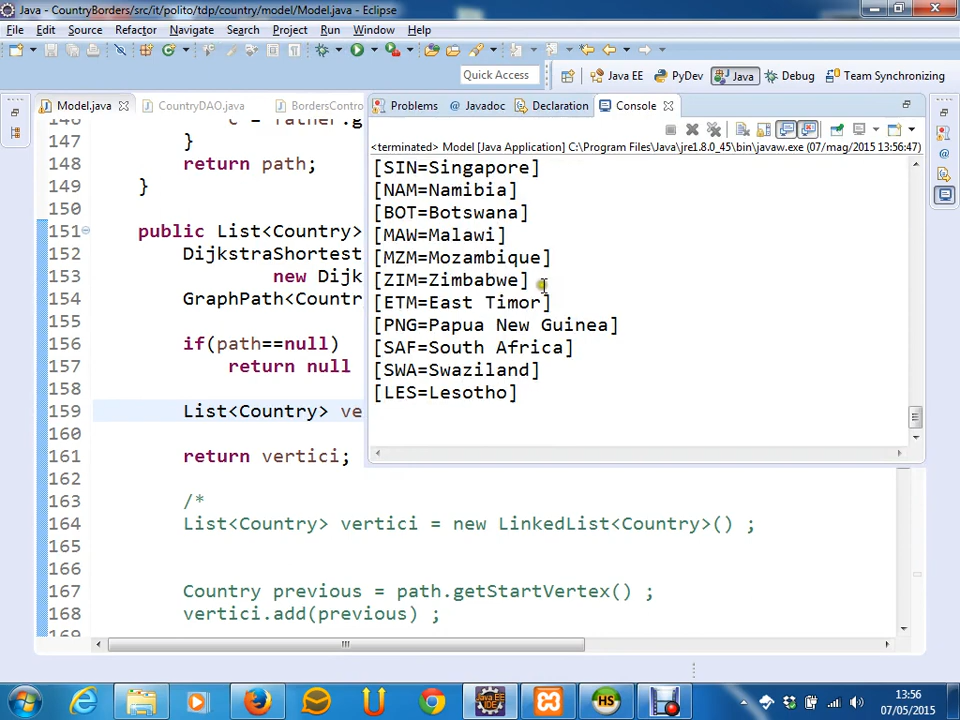 Java - CountryBorders/src/it/polito/tdp/country/model/Model.java - Eclipse
File Edit Source Refactor Navigate Search Project Run Window Help
Quick Access Java EE PyDev Java Debug Team Synchronizing
Model.java CountryDAO.java BordersContro Problems Javadoc Declaration Console
<terminated> Model [Java Application] C:\Program Files\Java\jre1.8.0_45\bin\javaw.exe (07/mag/2015 13:56:47)
[SIN=Singapore]
[NAM=Namibia]
[BOT=Botswana]
[MAW=Malawi]
[MZM=Mozambique]
[ZIM=Zimbabwe]
[ETM=East Timor]
[PNG=Papua New Guinea]
[SAF=South Africa]
[SWA=Swaziland]
[LES=Lesotho]
146 c = father.g
147 }
148 return path;
149 }
150
151 public List<Country>
152 DijkstraShortest
153 new Dijk
154 GraphPath<Countr
155
156 if(path==null)
157 return null
158
159 List<Country> ve
160
161 return vertici;
162
163 /*
164 List<Country> vertici = new LinkedList<Country>() ;
165
166
167 Country previous = path.getStartVertex() ;
168 vertici.add(previous) ;
169
13:56
07/05/2015